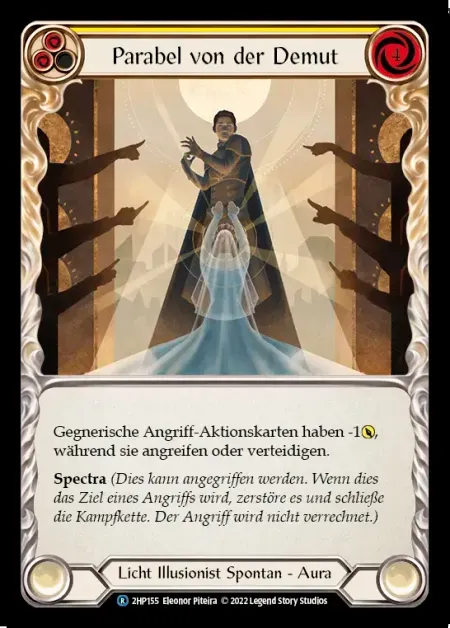 Parabel von der Demut
Gegnerische Angriff-Aktionskarten haben -1,
während sie angreifen oder verteidigen.
Spectra (Dies kann angegriffen werden. Wenn dies
das Ziel eines Angriffs wird, zerstöre es und schließe
die Kampfkette. Der Angriff wird nicht verrechnet.)
Licht Illusionist Spontan - Aura
R 2HP155 Eleonor Piteira © 2022 Legend Story Studios